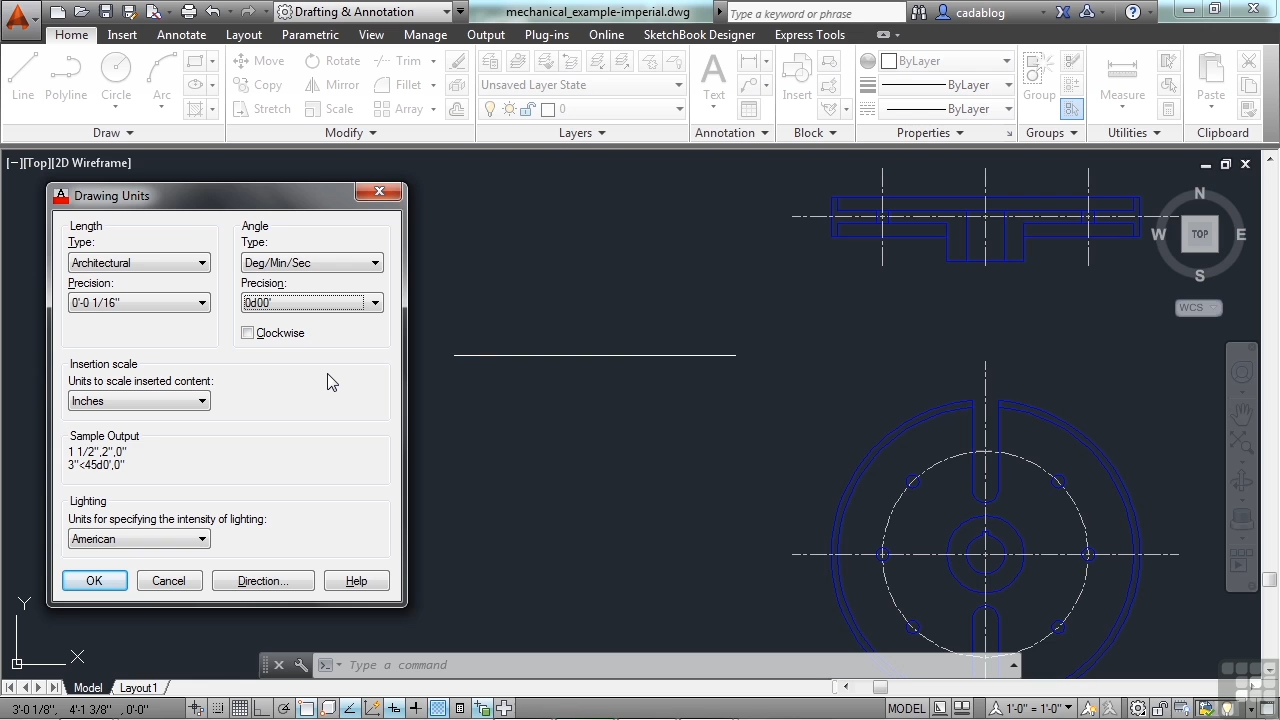 Drafting & Annotation
mechanical_example-imperial.dwg
Type a keyword or phrase
cadablog
Home Insert Annotate Layout Parametric View Manage Output Plug-ins Online SketchBook Designer Express Tools
Line Polyline Circle Arc
Move Rotate Trim
Copy Mirror Fillet
Stretch Scale Array
Unsaved Layer State
0
Text
Insert
ByLayer
ByLayer
ByLayer
Group
Measure
Paste
Draw Modify Layers Annotation Block Properties Groups Utilities Clipboard
[−][Top][2D Wireframe]
Drawing Units
Length
Type:
Architectural
Precision:
0'-0 1/16"
Angle
Type:
Deg/Min/Sec
Precision:
0d00'
Clockwise
Insertion scale
Units to scale inserted content:
Inches
Sample Output
1 1/2",2",0"
3"<45d0',0"
Lighting
Units for specifying the intensity of lighting:
American
OK Cancel Direction... Help
N
W TOP E
S
WCS
Y
X
Type a command
Model Layout1
3'-0 1/8", 4'-1 3/8", 0'-0"
MODEL
1'-0" = 1'-0"